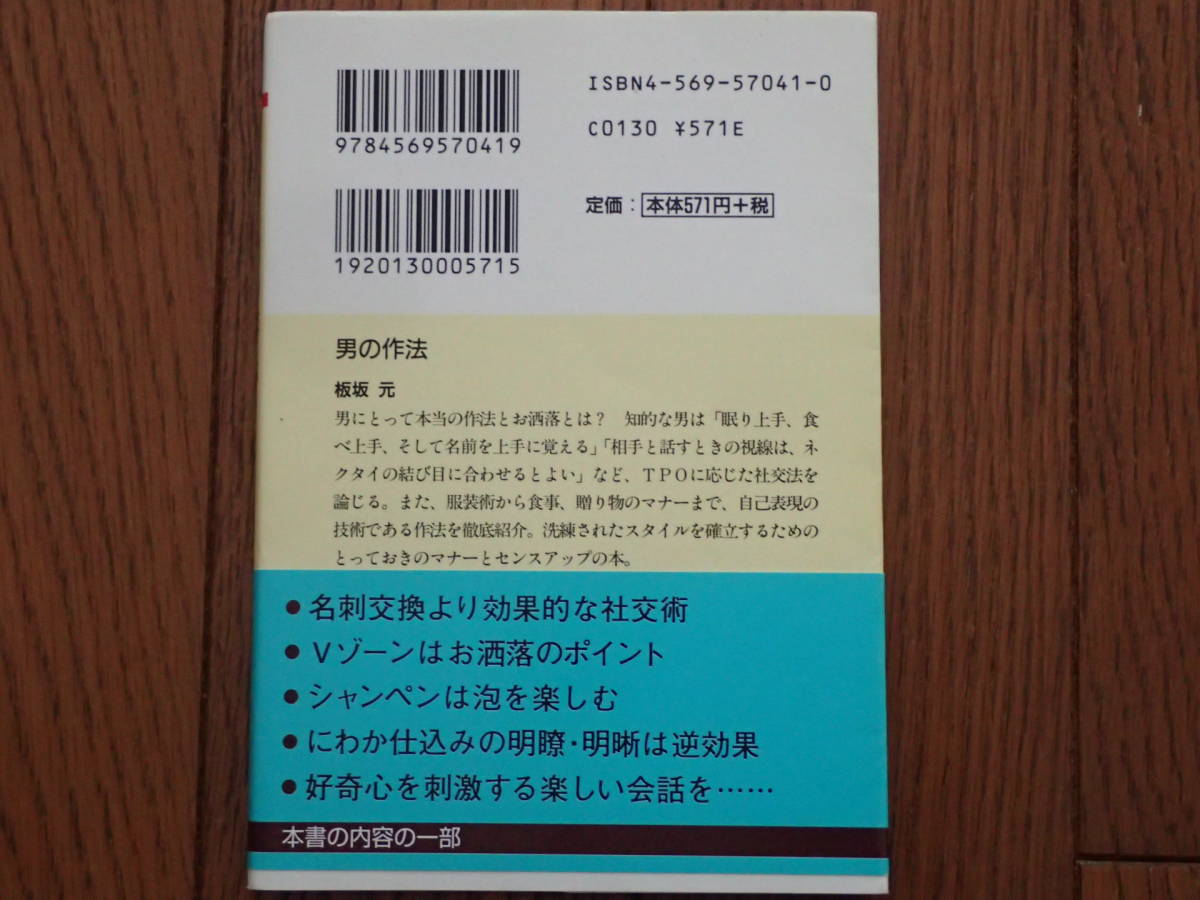 ISBN4-569-57041-0
9784569570419
C0130 ¥571E
定価：本体571円+税
1920130005715
男の作法
板坂 元
男にとって本当の作法とお洒落とは？　知的な男は「眠り上手、食
べ上手、そして名前を上手に覚える」「相手と話すときの視線は、ネ
クタイの結び目に合わせるとよい」など、ＴＰＯに応じた社交法を
論じる。また、服装術から食事、贈り物のマナーまで、自己表現の
技術である作法を徹底紹介。洗練されたスタイルを確立するための
とっておきのマナーとセンスアップの本。
●名刺交換より効果的な社交術
●Ｖゾーンはお洒落のポイント
●シャンペンは泡を楽しむ
●にわか仕込みの明瞭・明晰は逆効果
●好奇心を刺激する楽しい会話を……
本書の内容の一部